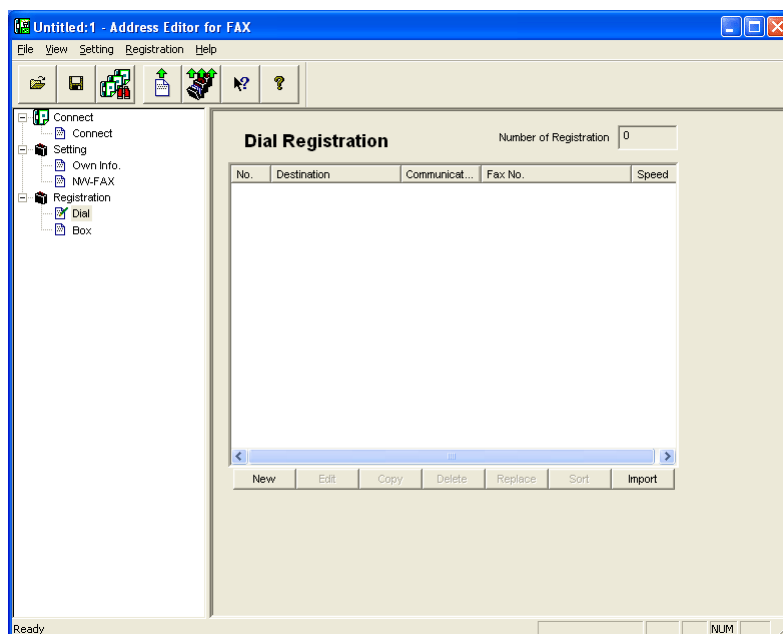 Untitled:1 - Address Editor for FAX
File View Setting Registration Help
Connect
Connect
Setting
Own Info.
NW-FAX
Registration
Dial
Box
Dial Registration
Number of Registration 0
No. Destination Communicat... Fax No. Speed
New Edit Copy Delete Replace Sort Import
Ready NUM